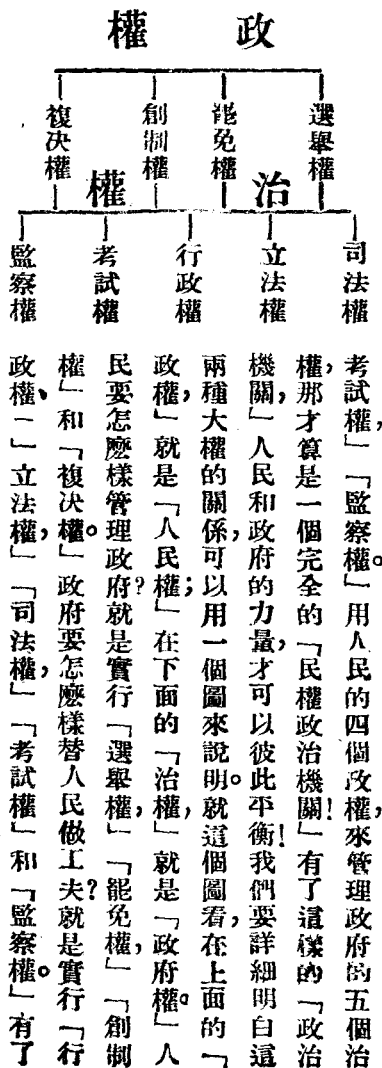 政權
選舉權
罷免權
創制權
複决權
治權
司法權
立法權
行政權
考試權
監察權
考試權,」「監察權。」用人民的四個政權,來管理政府的五個治
權,那才算是一個完全的「民權政治機關!」有了這樣的「政治
機關,」人民和政府的力量,才可以彼此平衡!我們要詳細明白這
兩種大權的關係,可以用一個圖來說明。就這個圖看,在上面的「
政權,」就是「人民權;」在下面的「治權,」就是「政府權。」人
民要怎麽樣管理政府?就是實行「選舉權,」「罷免權,」「創制
權」和「複决權。」政府要怎麽樣替人民做工夫?就是實行「行
政權、」「立法權,」「司法權,」「考試權」和「監察權。」有了